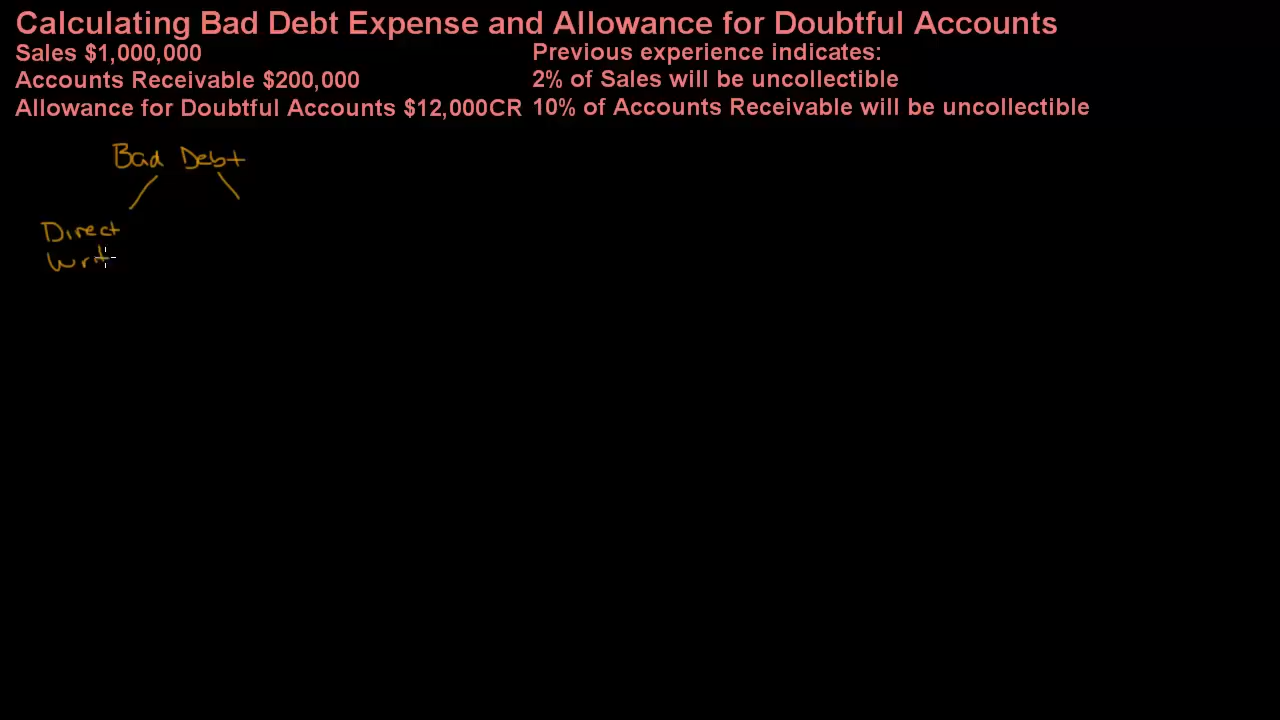 Calculating Bad Debt Expense and Allowance for Doubtful Accounts
Sales $1,000,000
Accounts Receivable $200,000
Allowance for Doubtful Accounts $12,000CR
Previous experience indicates:
2% of Sales will be uncollectible
10% of Accounts Receivable will be uncollectible
Bad Debt
Direct
Writ